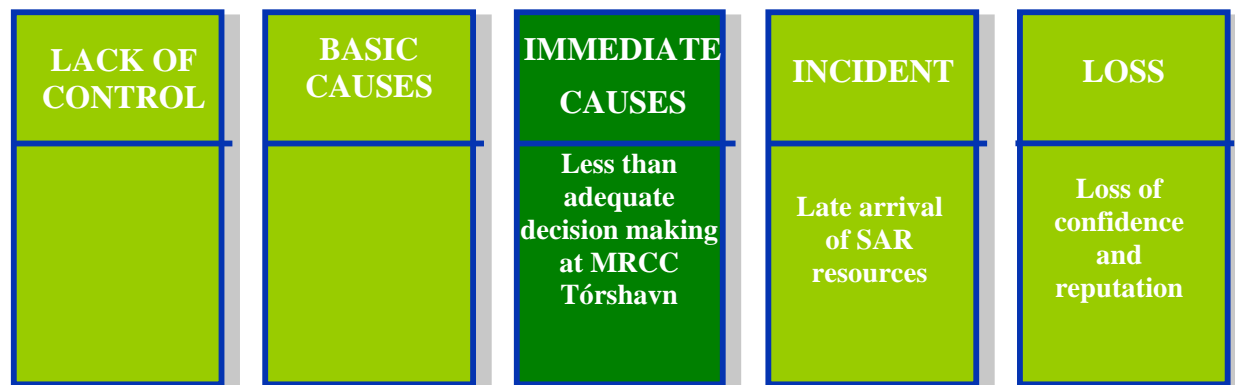 LACK OF
CONTROL
BASIC
CAUSES
IMMEDIATE
CAUSES
Less than
adequate
decision making
at MRCC
Tórshavn
INCIDENT
Late arrival
of SAR
resources
LOSS
Loss of
confidence
and
reputation